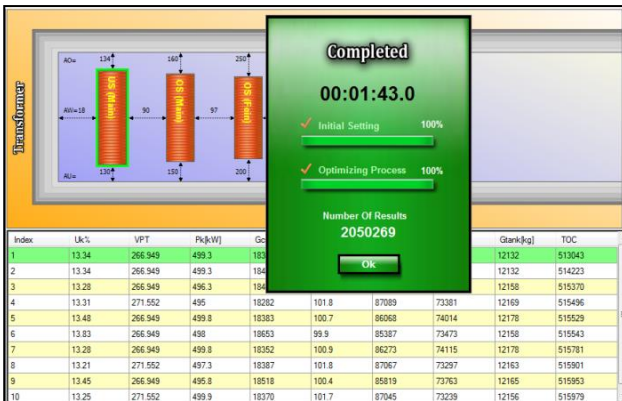 Transformer
AO=
134
160
250
US (Main)
OS (Main)
OS (Fein)
AW=18
90
97
AU=
130
150
200
Completed
00:01:43.0
Initial Setting 100%
Optimizing Process 100%
Number Of Results
2050269
Ok
Index Uk% VPT Pk[kW] Gtank[kg] TOC
1 13.34 266.949 499.3 12132 513043
2 13.34 266.949 499.3 12132 514223
3 13.28 266.949 496.3 12158 515370
4 13.31 271.552 495 18282 101.8 87089 73381 12169 515496
5 13.48 266.949 499.8 18383 100.7 86068 74014 12178 515529
6 13.83 266.949 498 18653 99.9 85387 73473 12158 515543
7 13.28 266.949 499.8 18352 100.9 86273 74115 12178 515781
8 13.21 271.552 497.3 18387 101.8 87067 73297 12163 515901
9 13.45 266.949 495.8 18518 100.4 85819 73763 12165 515953
10 13.25 271.552 499.9 18370 101.7 87045 73239 12156 515979